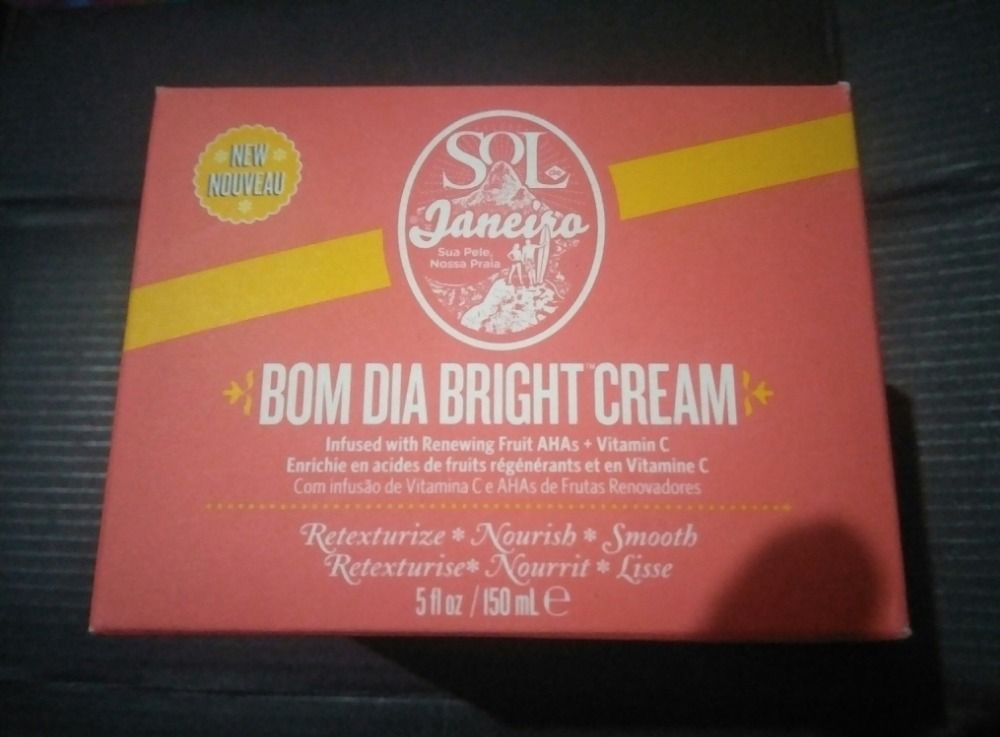 NEW
NOUVEAU
SOL
Janeiro
Sua Pele,
Nossa Praia
BOM DIA BRIGHT™ CREAM
Infused with Renewing Fruit AHAs + Vitamin C
Enrichie en acides de fruits régénérants et en Vitamine C
Com infusão de Vitamina C e AHAs de Frutas Renovadores
Retexturize * Nourish * Smooth
Retexturise * Nourrit * Lisse
5 fl oz / 150 mL ℮